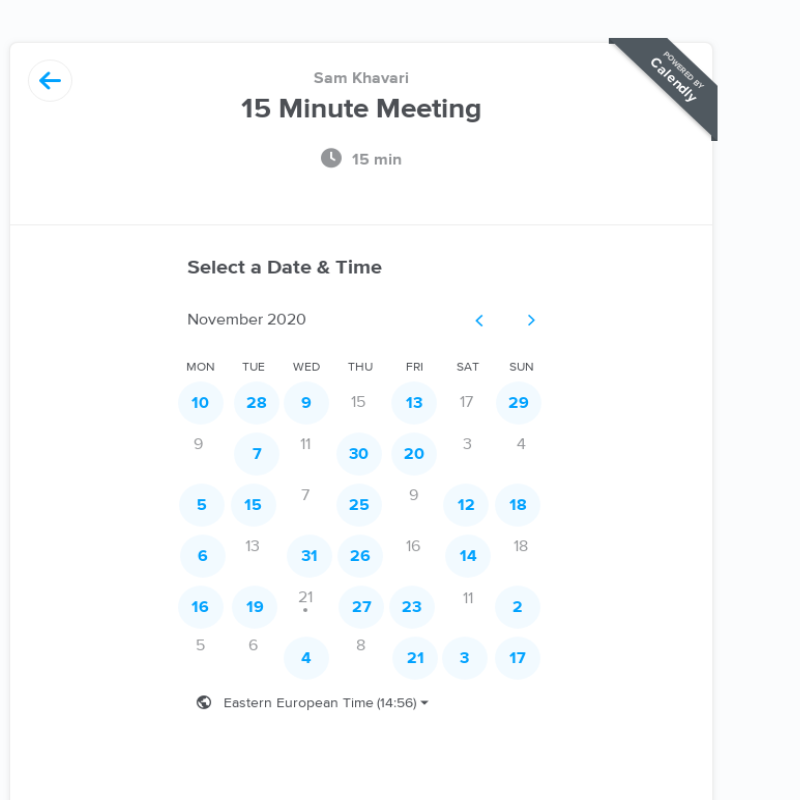 POWERED BY
Calendly
Sam Khavari
15 Minute Meeting
15 min
Select a Date & Time
November 2020
MON TUE WED THU FRI SAT SUN
10 28 9 15 13 17 29
9 7 11 30 20 3 4
5 15 7 25 9 12 18
6 13 31 26 16 14 18
16 19 21 27 23 11 2
5 6 4 8 21 3 17
Eastern European Time (14:56)